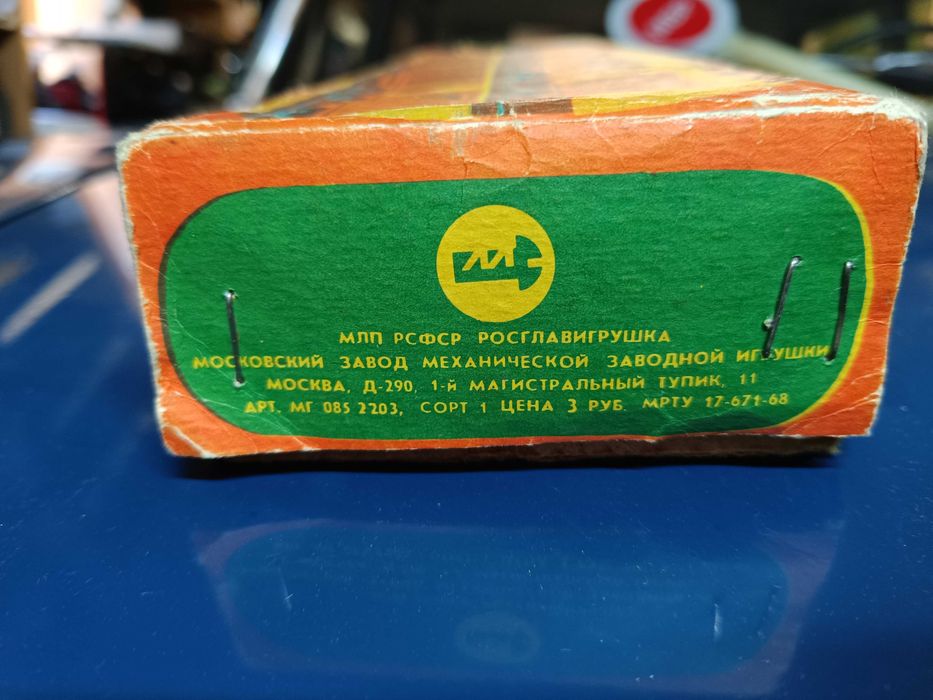 МЛП РСФСР РОСГЛАВИГРУШКА
МОСКОВСКИЙ ЗАВОД МЕХАНИЧЕСКОЙ ЗАВОДНОЙ ИГРУШКИ
МОСКВА, Д-290, 1-й МАГИСТРАЛЬНЫЙ ТУПИК, 11
АРТ. МГ 085 2203, СОРТ 1 ЦЕНА 3 РУБ. МРТУ 17-671-68